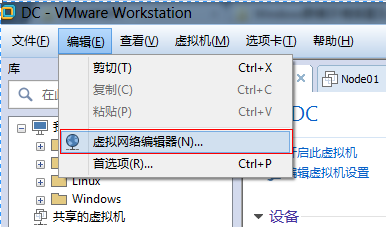 DC - VMware Workstation
文件(F) 编辑(E) 查看(V) 虚拟机(M) 选项卡(T) 帮助(H)
库
剪切(T) Ctrl+X
复制(C) Ctrl+C
粘贴(P) Ctrl+V
虚拟网络编辑器(N)...
首选项(R)... Ctrl+P
在
Node01
DC
开启此虚拟机
编辑虚拟机设置
Linux
Windows
共享的虚拟机
设备